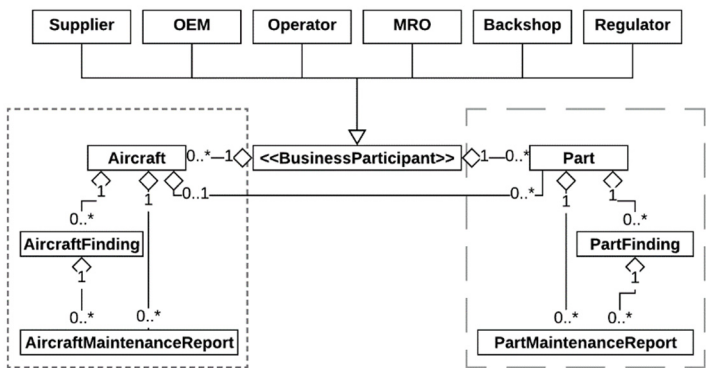 Supplier OEM Operator MRO Backshop Regulator
Aircraft 0..* 1 <<BusinessParticipant>> 1 0..* Part
1 1 0..1 0..* 1 1
0..* 0..*
AircraftFinding PartFinding
1 1
0..* 0..* 0..* 0..*
AircraftMaintenanceReport PartMaintenanceReport